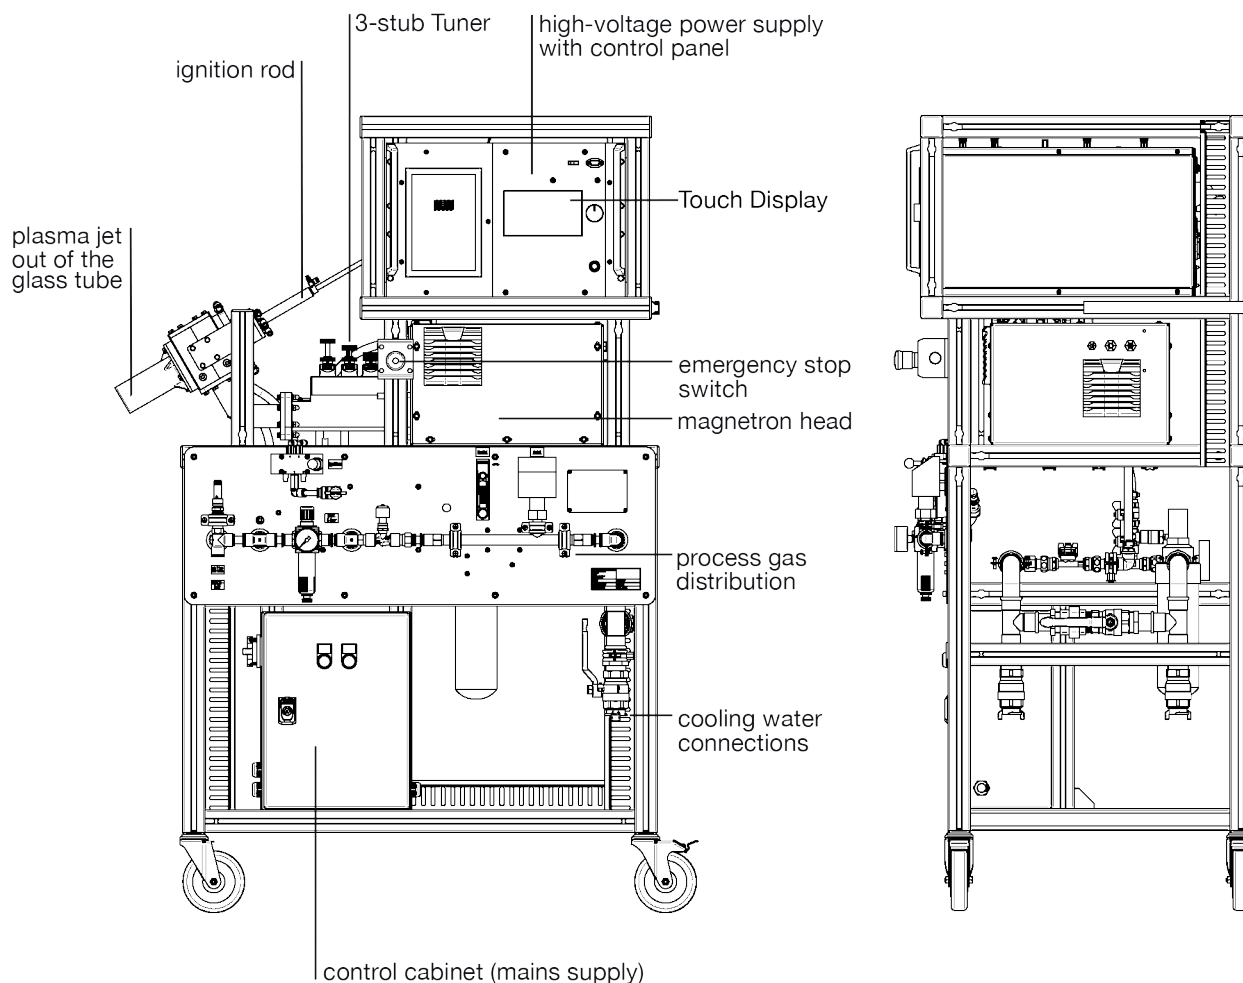 3-stub Tuner
high-voltage power supply
with control panel
ignition rod
Touch Display
plasma jet
out of the
glass tube
emergency stop
switch
magnetron head
process gas
distribution
cooling water
connections
control cabinet (mains supply)